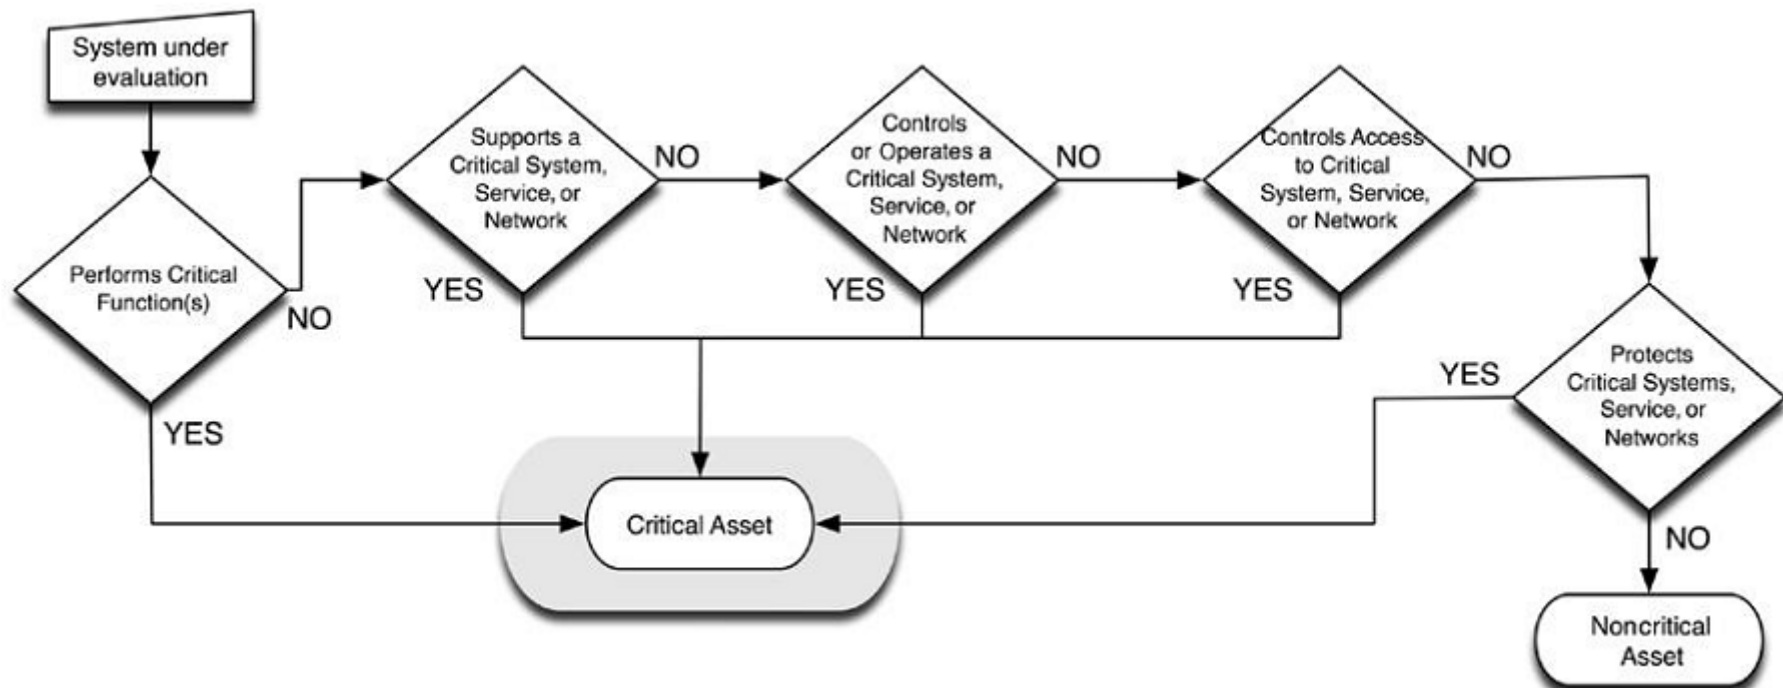 System under
evaluation
Performs Critical
Function(s)
NO
YES
Supports a
Critical System,
Service, or
Network
NO
YES
Controls
or Operates a
Critical System,
Service, or
Network
NO
YES
Controls Access
to Critical
System, Service,
or Network
NO
YES
Protects
Critical Systems,
Service, or
Networks
YES
NO
Critical Asset
Noncritical
Asset